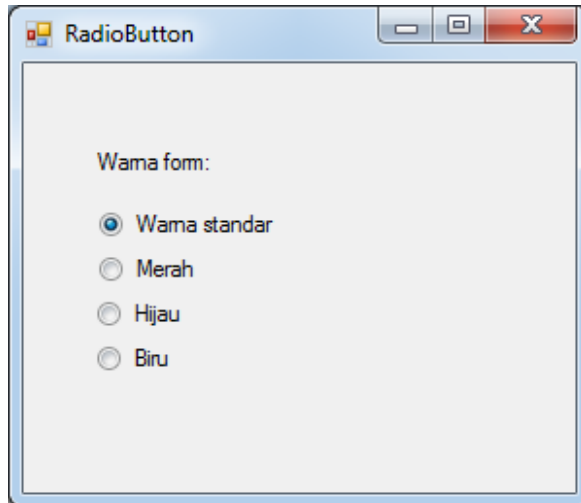 RadioButton
Warna form:
Warna standar
Merah
Hijau
Biru